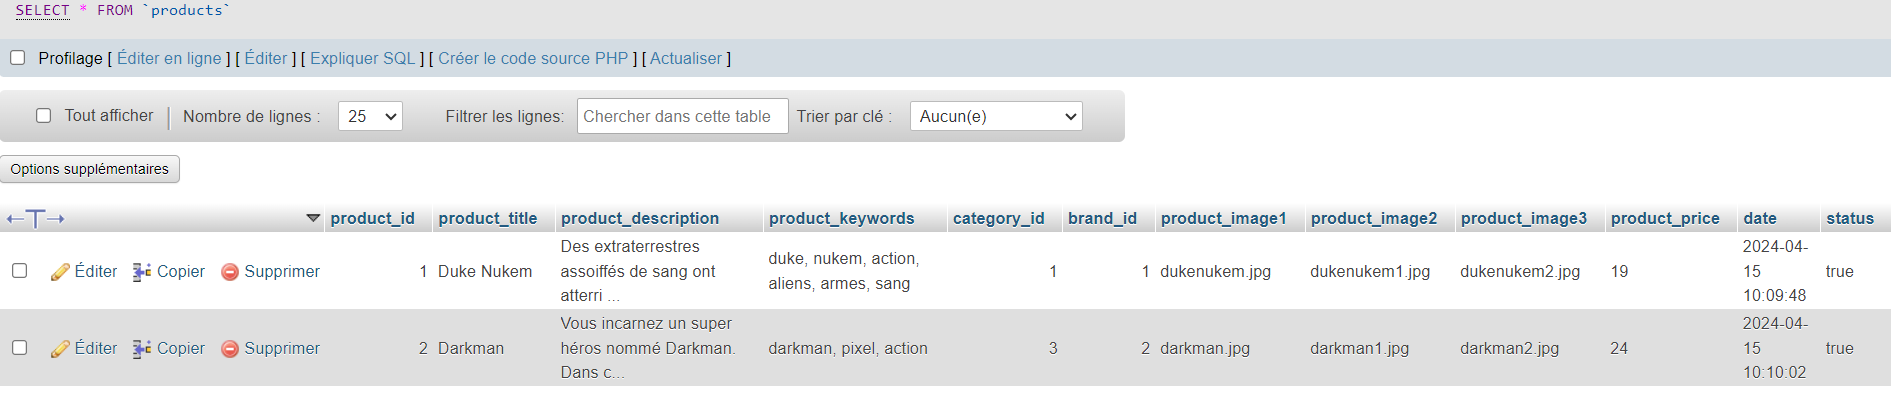 SELECT * FROM `products`
Profilage [ Éditer en ligne ] [ Éditer ] [ Expliquer SQL ] [ Créer le code source PHP ] [ Actualiser ]
Tout afficher Nombre de lignes : 25 Filtrer les lignes: Chercher dans cette table Trier par clé : Aucun(e)
Options supplémentaires
product_id product_title product_description product_keywords category_id brand_id product_image1 product_image2 product_image3 product_price date status
Éditer Copier Supprimer 1 Duke Nukem Des extraterrestres assoiffés de sang ont atterri ... duke, nukem, action, aliens, armes, sang 1 1 dukenukem.jpg dukenukem1.jpg dukenukem2.jpg 19 2024-04-15 10:09:48 true
Éditer Copier Supprimer 2 Darkman Vous incarnez un super héros nommé Darkman. Dans c... darkman, pixel, action 3 2 darkman.jpg darkman1.jpg darkman2.jpg 24 2024-04-15 10:10:02 true